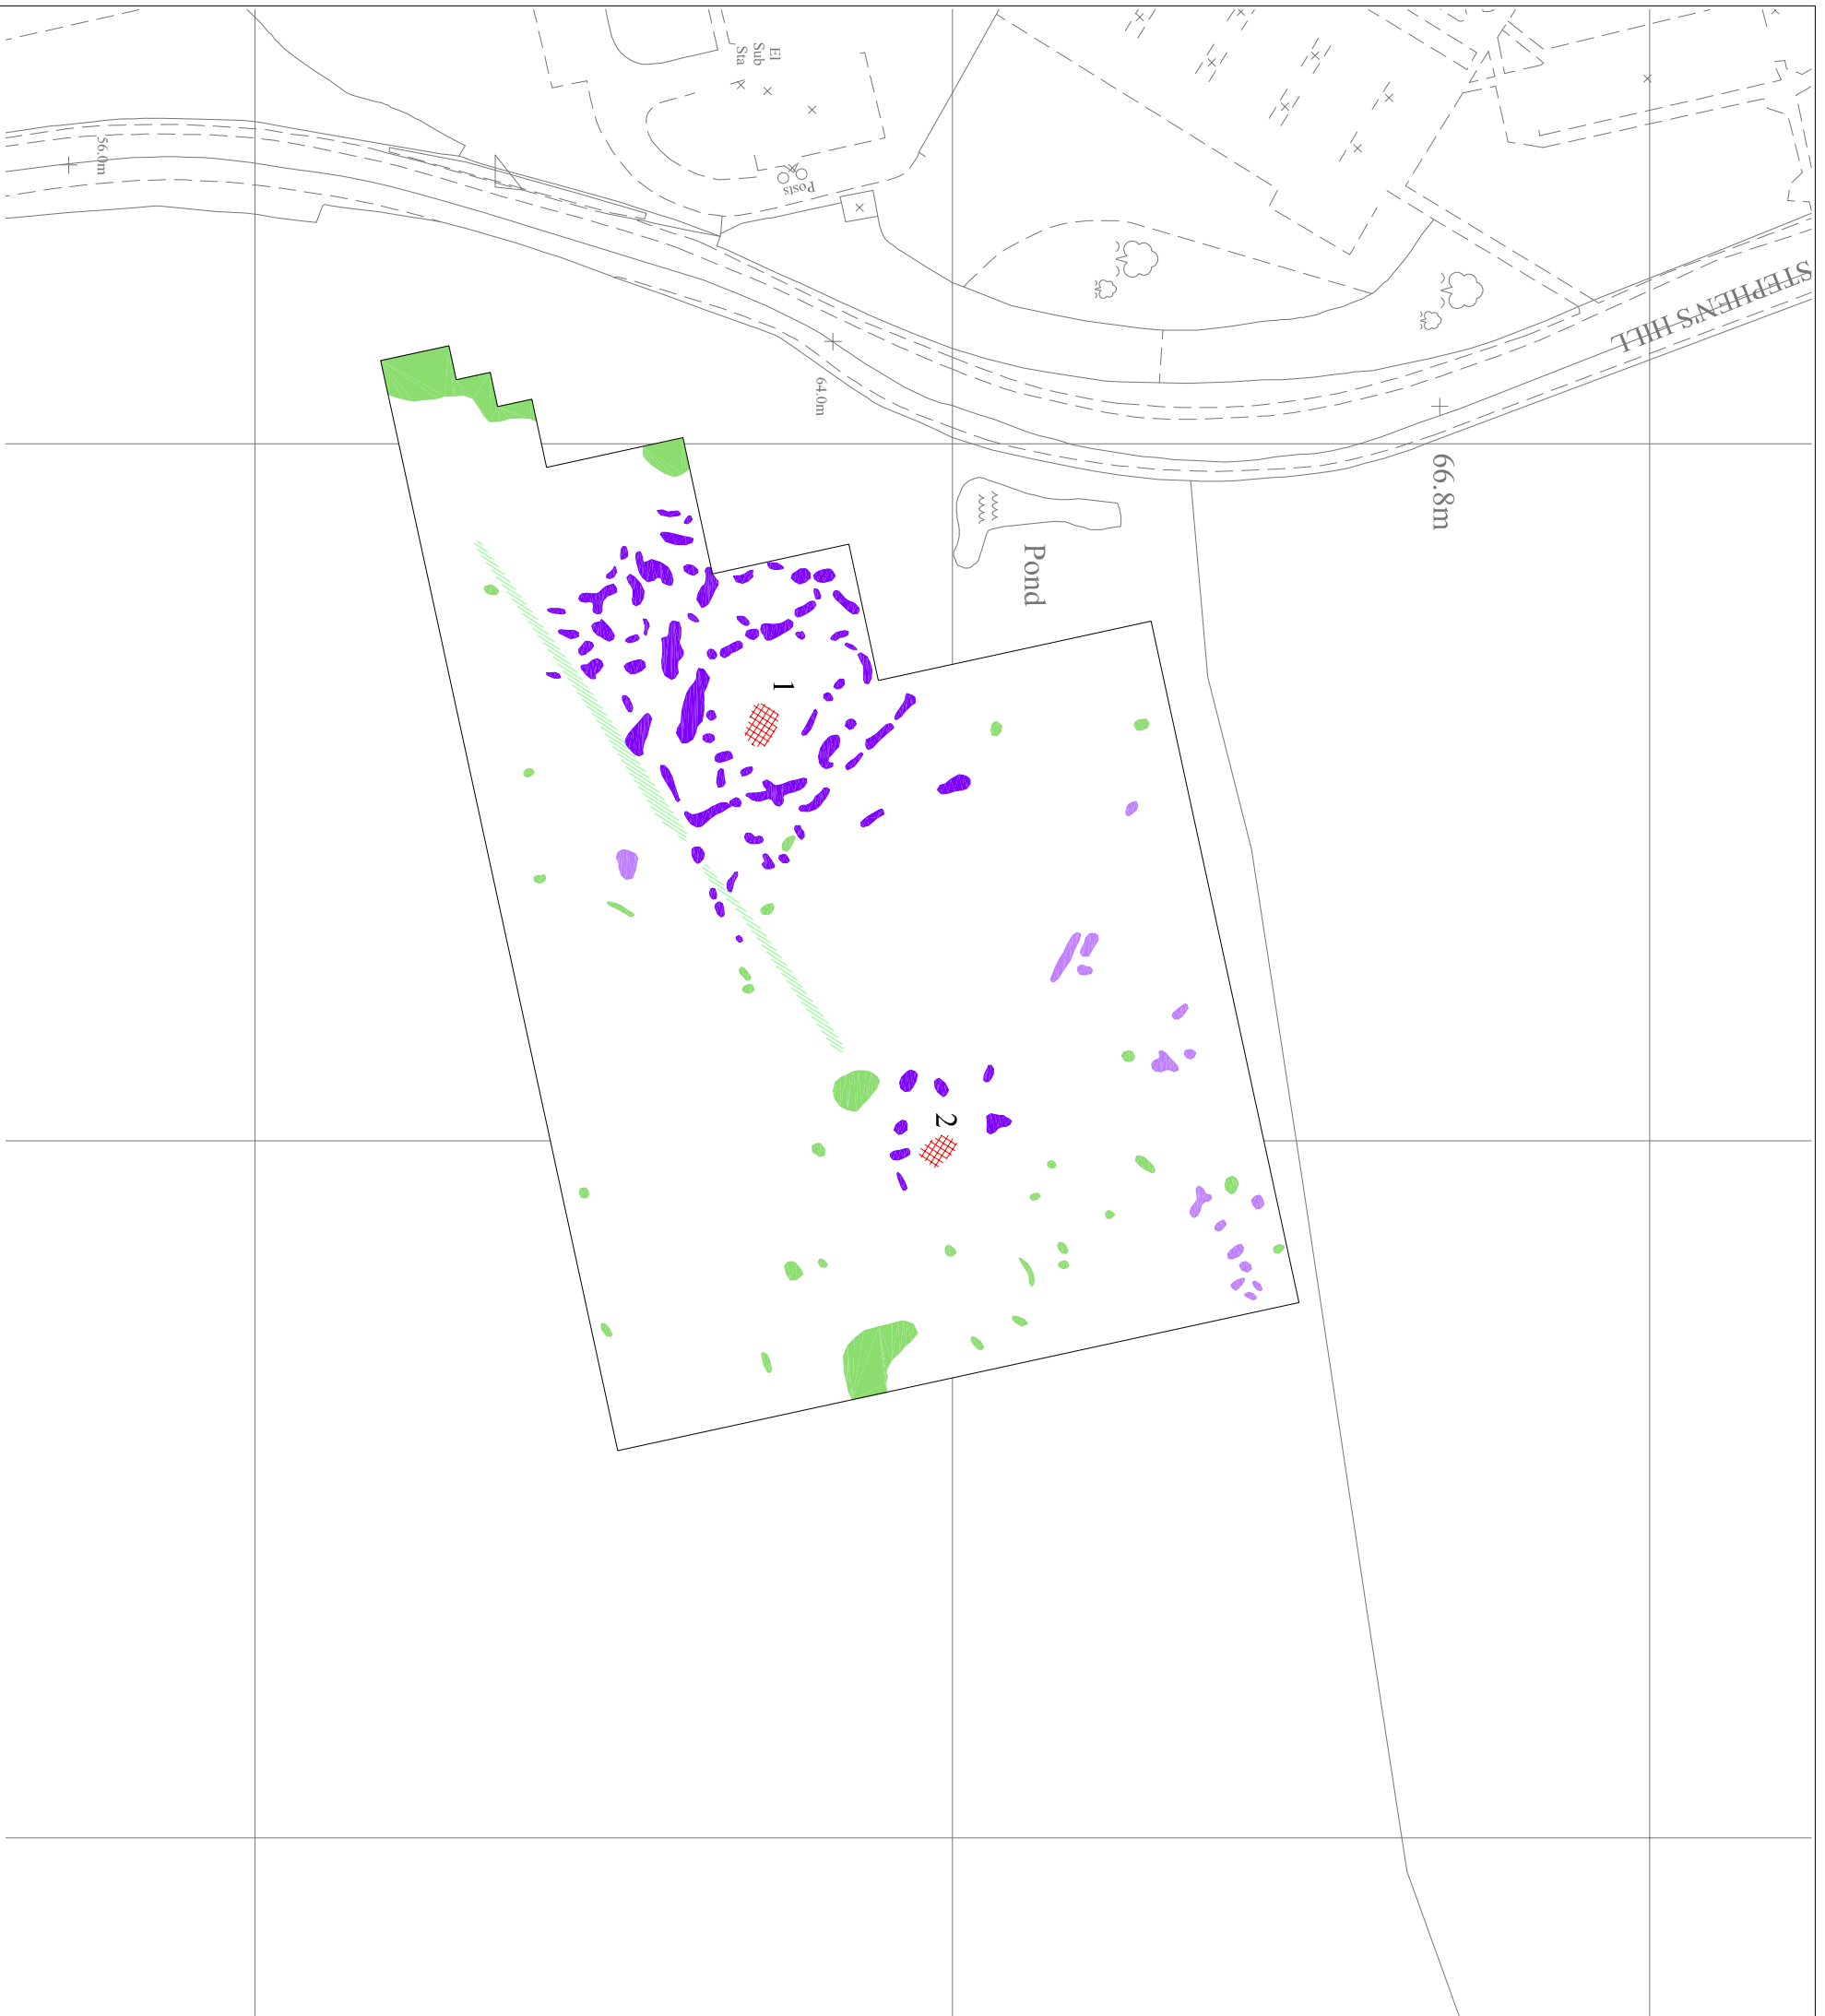 El
Sub
Sta
56.0m
Posts
STEPHEN'S HILL
64.0m
66.8m
Pond
1
2